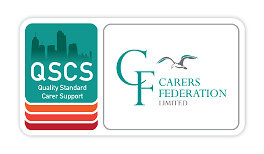 QSCS
Quality Standard
Carer Support
CF
CARERS
FEDERATION
LIMITED